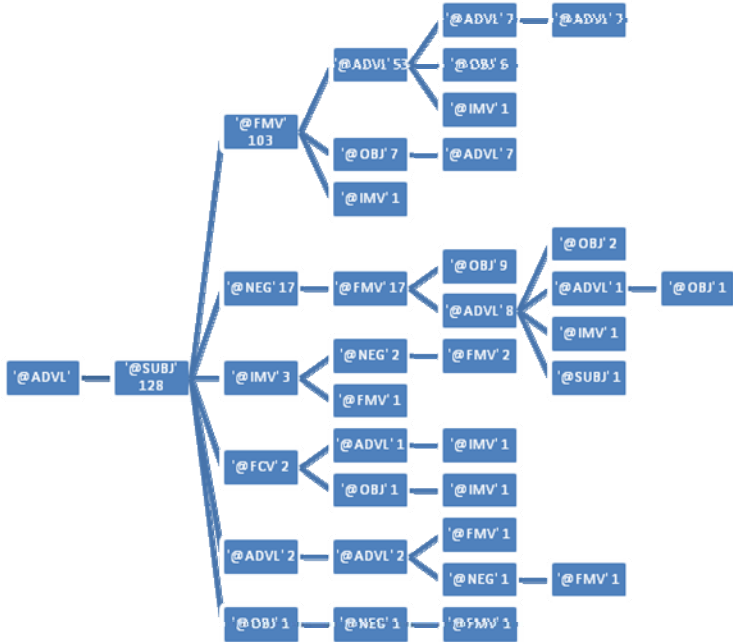 '@ADVL' 7
'@ADVL' 7
'@ADVL' 53
'@OBJ' 6
'@IMV' 1
'@FMV'
103
'@OBJ' 7
'@ADVL' 7
'@IMV' 1
'@OBJ' 2
'@OBJ' 9
'@NEG' 17
'@FMV' 17
'@ADVL' 1
'@OBJ' 1
'@ADVL' 8
'@IMV' 1
'@ADVL'
'@SUBJ'
128
'@IMV' 3
'@NEG' 2
'@FMV' 2
'@SUBJ' 1
'@FMV' 1
'@FCV' 2
'@ADVL' 1
'@IMV' 1
'@OBJ' 1
'@IMV' 1
'@ADVL' 2
'@ADVL' 2
'@FMV' 1
'@NEG' 1
'@FMV' 1
'@OBJ' 1
'@NEG' 1
'@FMV' 1